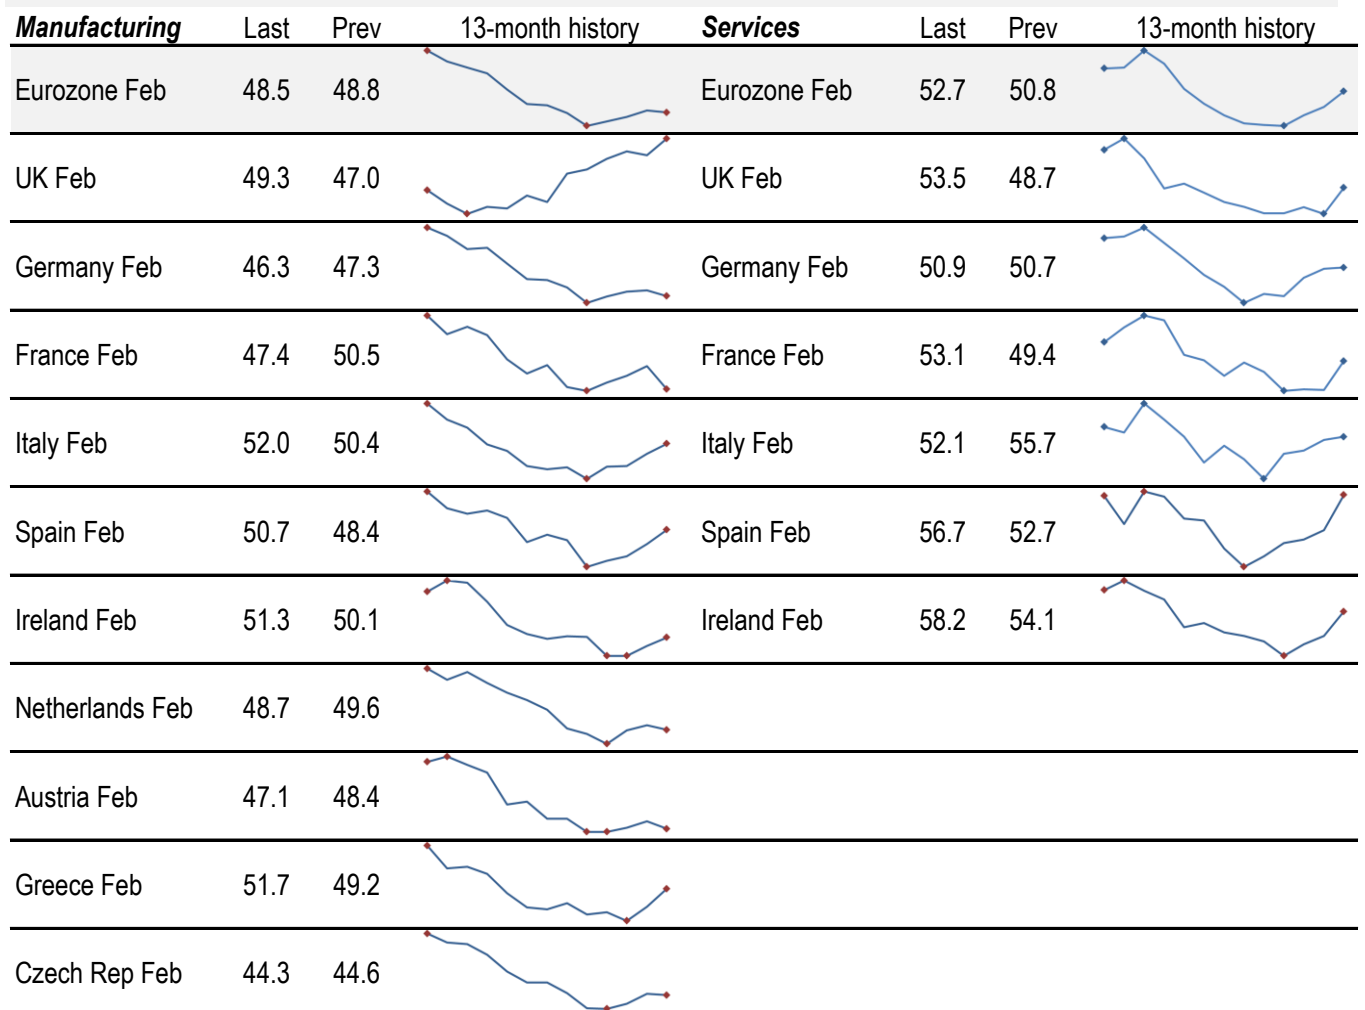 Manufacturing Last Prev 13-month history Services Last Prev 13-month history
Eurozone Feb 48.5 48.8 Eurozone Feb 52.7 50.8
UK Feb 49.3 47.0 UK Feb 53.5 48.7
Germany Feb 46.3 47.3 Germany Feb 50.9 50.7
France Feb 47.4 50.5 France Feb 53.1 49.4
Italy Feb 52.0 50.4 Italy Feb 52.1 55.7
Spain Feb 50.7 48.4 Spain Feb 56.7 52.7
Ireland Feb 51.3 50.1 Ireland Feb 58.2 54.1
Netherlands Feb 48.7 49.6
Austria Feb 47.1 48.4
Greece Feb 51.7 49.2
Czech Rep Feb 44.3 44.6